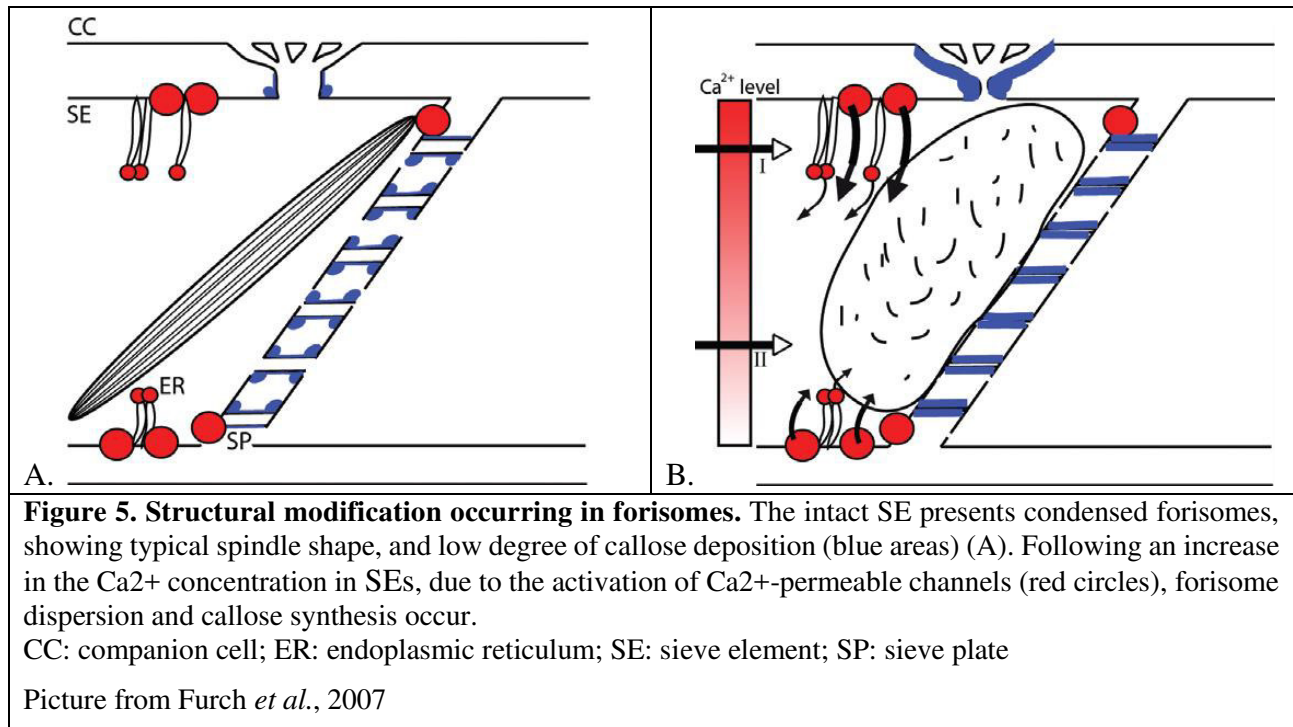 CC
SE
ER
SP
A.
Ca²⁺ level
I
II
B.
Figure 5. Structural modification occurring in forisomes. The intact SE presents condensed forisomes,
showing typical spindle shape, and low degree of callose deposition (blue areas) (A). Following an increase
in the Ca2+ concentration in SEs, due to the activation of Ca2+-permeable channels (red circles), forisome
dispersion and callose synthesis occur.
CC: companion cell; ER: endoplasmic reticulum; SE: sieve element; SP: sieve plate
Picture from Furch et al., 2007